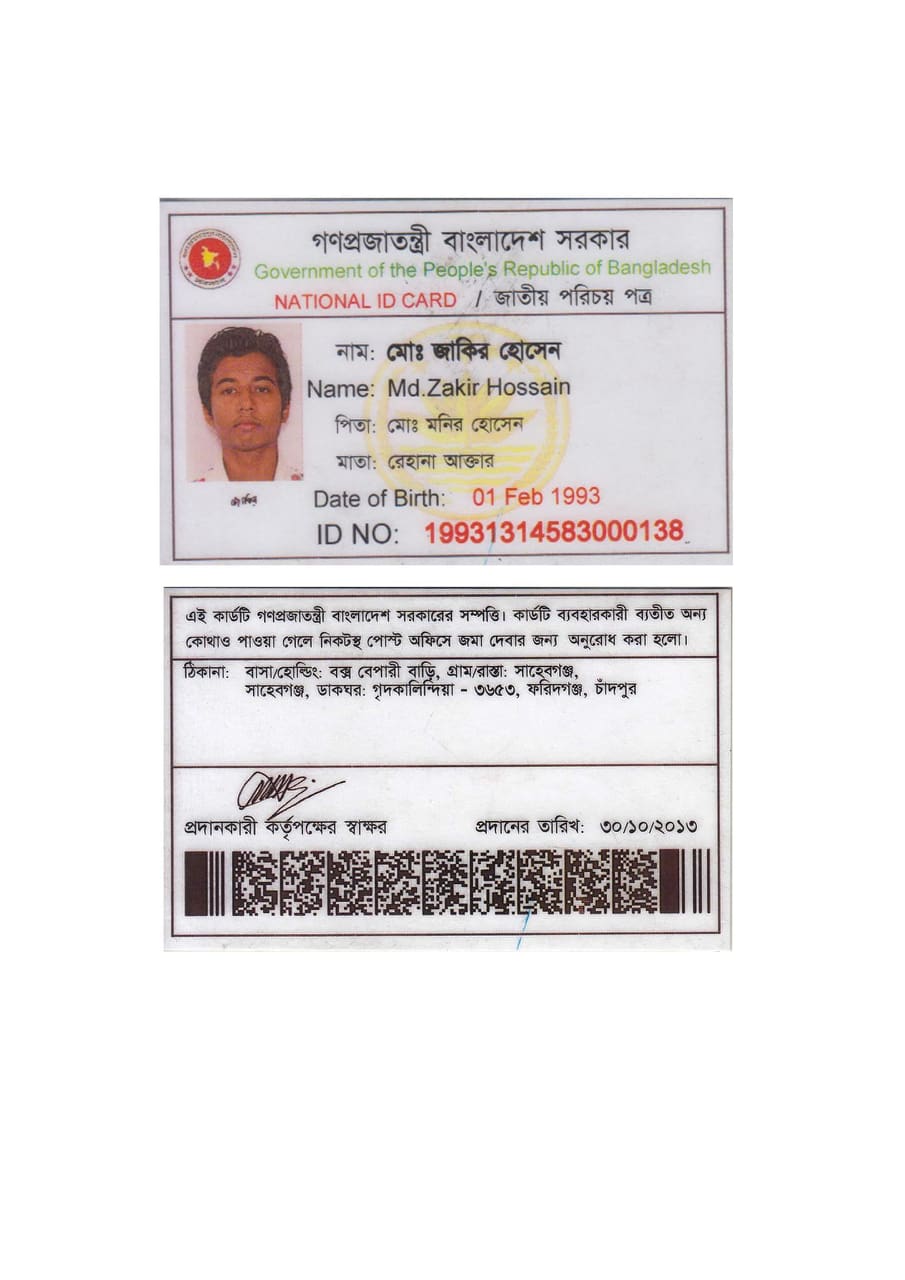 গণপ্রজাতন্ত্রী বাংলাদেশ সরকার
Government of the People's Republic of Bangladesh
NATIONAL ID CARD / জাতীয় পরিচয় পত্র
নাম: মোঃ জাকির হোসেন
Name: Md.Zakir Hossain
পিতা: মোঃ মনির হোসেন
মাতা: রেহানা আক্তার
Date of Birth: 01 Feb 1993
ID NO: 19931314583000138
এই কার্ডটি গণপ্রজাতন্ত্রী বাংলাদেশ সরকারের সম্পত্তি। কার্ডটি ব্যবহারকারী ব্যতীত অন্য
কোথাও পাওয়া গেলে নিকটস্থ পোস্ট অফিসে জমা দেবার জন্য অনুরোধ করা হলো।
ঠিকানা: বাসা/হোল্ডিং: বক্স বেপারী বাড়ি, গ্রাম/রাস্তা: সাহেবগঞ্জ,
সাহেবগঞ্জ, ডাকঘর: গৃদকালিন্দিয়া - ৩৬৫৩, ফরিদগঞ্জ, চাঁদপুর
প্রদানকারী কর্তৃপক্ষের স্বাক্ষর প্রদানের তারিখ: ৩০/১০/২০১৩